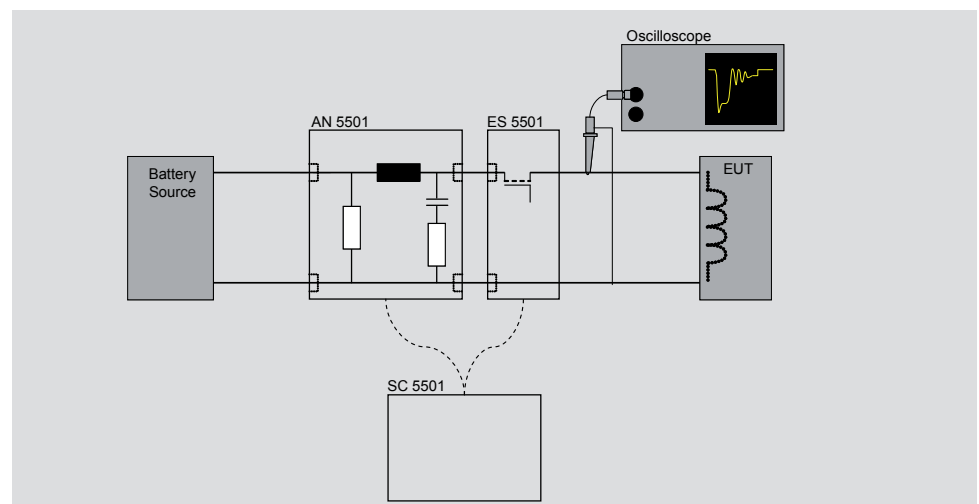 Oscilloscope
AN 5501
ES 5501
Battery
Source
EUT
SC 5501